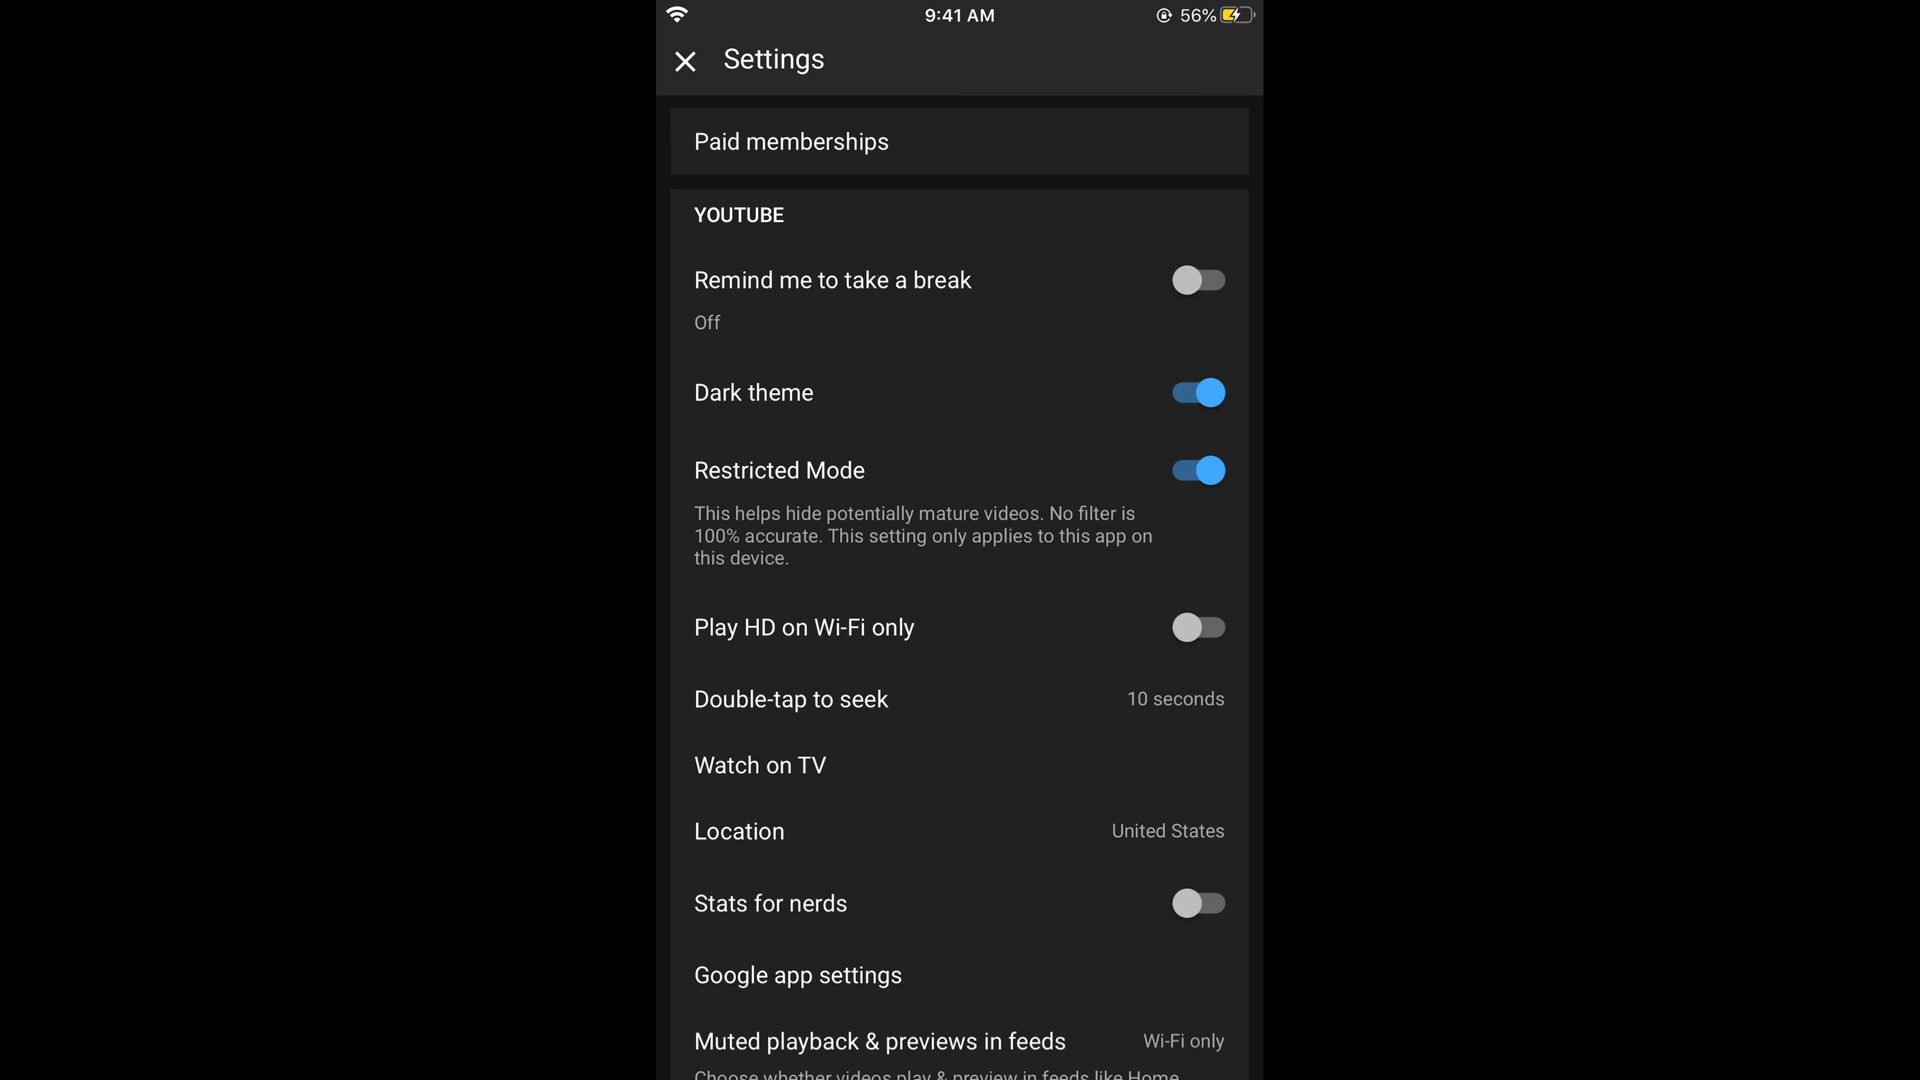 9:41 AM
56%
Settings
Paid memberships
YOUTUBE
Remind me to take a break
Off
Dark theme
Restricted Mode
This helps hide potentially mature videos. No filter is
100% accurate. This setting only applies to this app on
this device.
Play HD on Wi-Fi only
Double-tap to seek
10 seconds
Watch on TV
Location
United States
Stats for nerds
Google app settings
Muted playback & previews in feeds
Wi-Fi only
Choose whether videos play & preview in feeds like Home